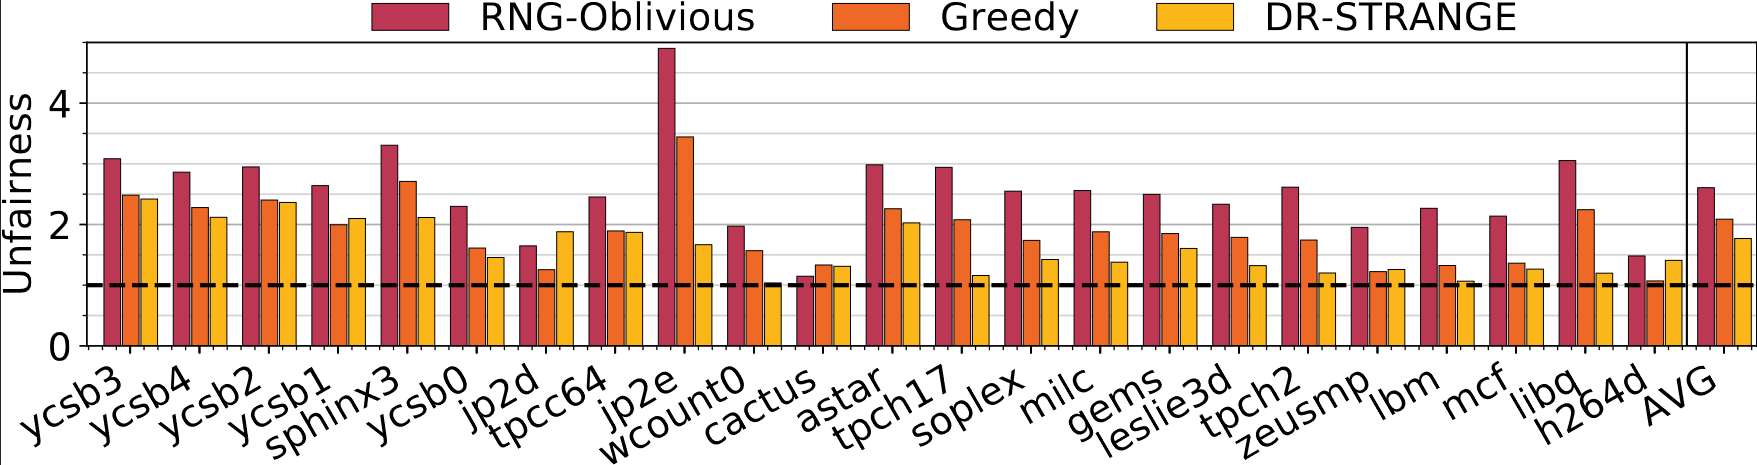 RNG-Oblivious Greedy DR-STRANGE
Unfairness
4
2
0
ycsb3 ycsb4 ycsb2 ycsb1 sphinx3 ycsb0 jp2d tpcc64 jp2e wcount0 cactus astar tpch17 soplex milc gems leslie3d tpch2 zeusmp lbm mcf libq h264d AVG